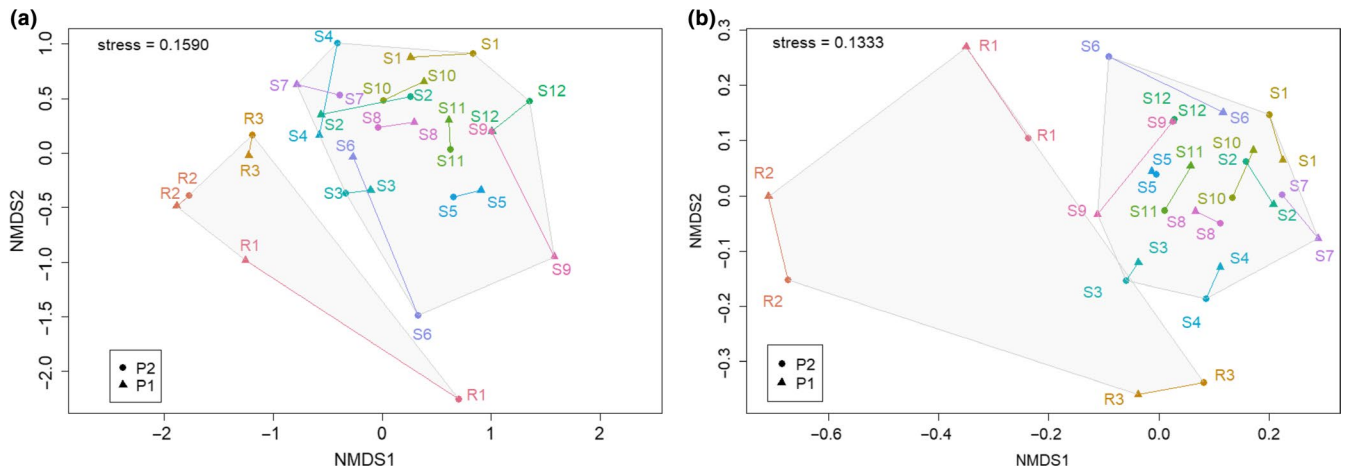 (a)
stress = 0.1590
S4
S1
S1
S7
S10
S10
S7
S2
S12
S8
S11
S12
S2
S8
S9
S4
R3
S6
S11
R3
R2
S3
S3
S5
S5
R2
R1
S9
S6
R1
P2
P1
1.0
0.5
0.0
−0.5
−1.0
−1.5
−2.0
NMDS2
−2
−1
0
1
2
NMDS1
(b)
stress = 0.1333
R1
S6
S1
S12
S12
S9
S6
R1
S11
S2
S1
S5
R2
S5
S10
S7
S9
S11
S8
S2
S8
S3
S4
S7
R2
S3
S4
R3
R3
P2
P1
0.3
0.2
0.1
0.0
−0.1
−0.2
−0.3
NMDS2
−0.6
−0.4
−0.2
0.0
0.2
NMDS1